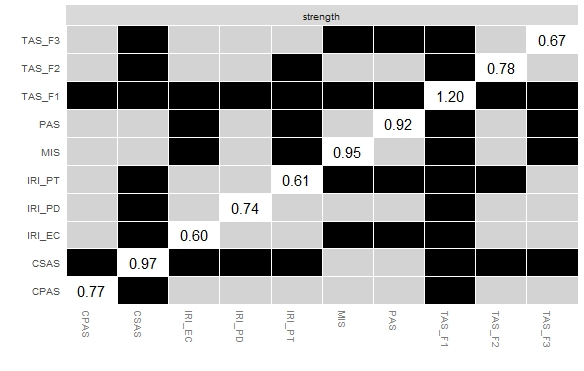 strength
TAS_F3 0.67
TAS_F2 0.78
TAS_F1 1.20
PAS 0.92
MIS 0.95
IRI_PT 0.61
IRI_PD 0.74
IRI_EC 0.60
CSAS 0.97
CPAS 0.77
CPAS CSAS IRI_EC IRI_PD IRI_PT MIS PAS TAS_F1 TAS_F2 TAS_F3